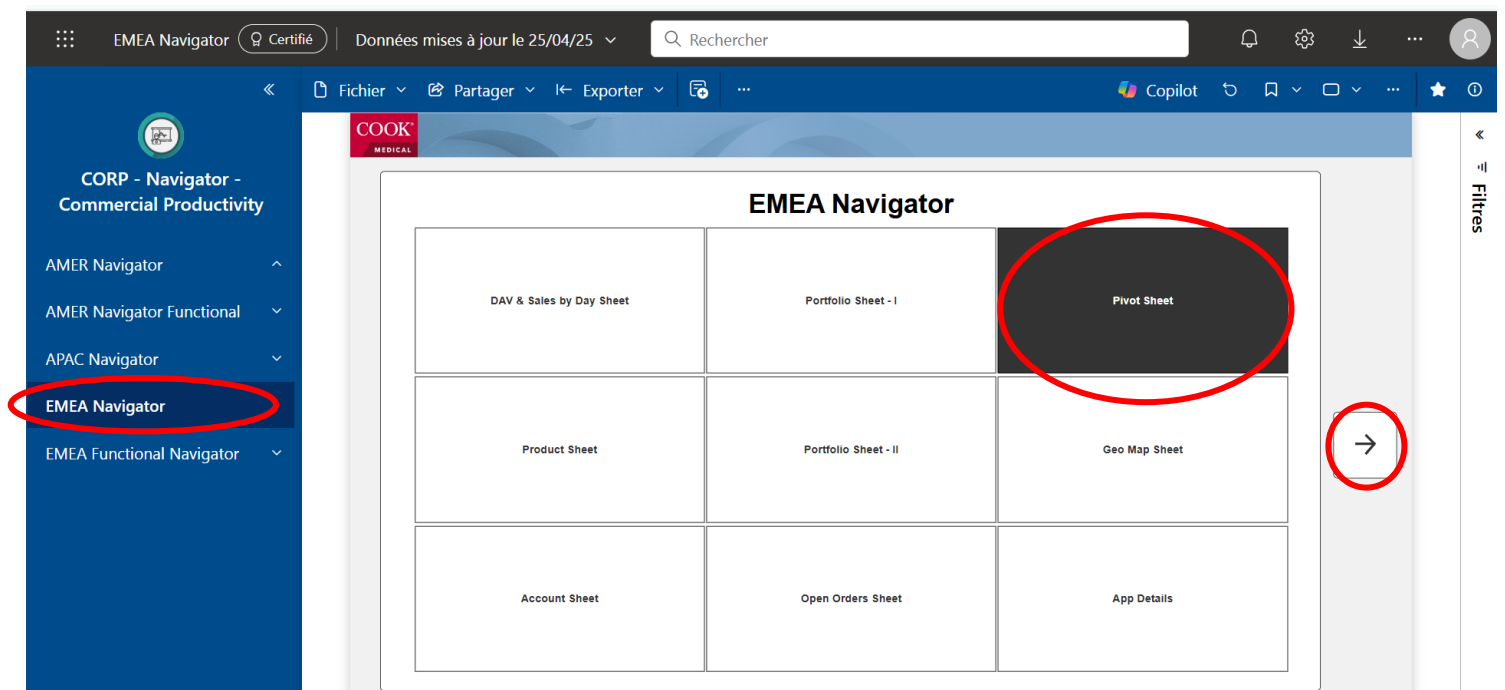 EMEA Navigator Certifié Données mises à jour le 25/04/25 Rechercher
Fichier Partager Exporter Copilot
CORP - Navigator -
Commercial Productivity
AMER Navigator
AMER Navigator Functional
APAC Navigator
EMEA Navigator
EMEA Functional Navigator
COOK®
MEDICAL
EMEA Navigator
DAV & Sales by Day Sheet Portfolio Sheet - I Pivot Sheet
Product Sheet Portfolio Sheet - II Geo Map Sheet
Account Sheet Open Orders Sheet App Details
Filtres